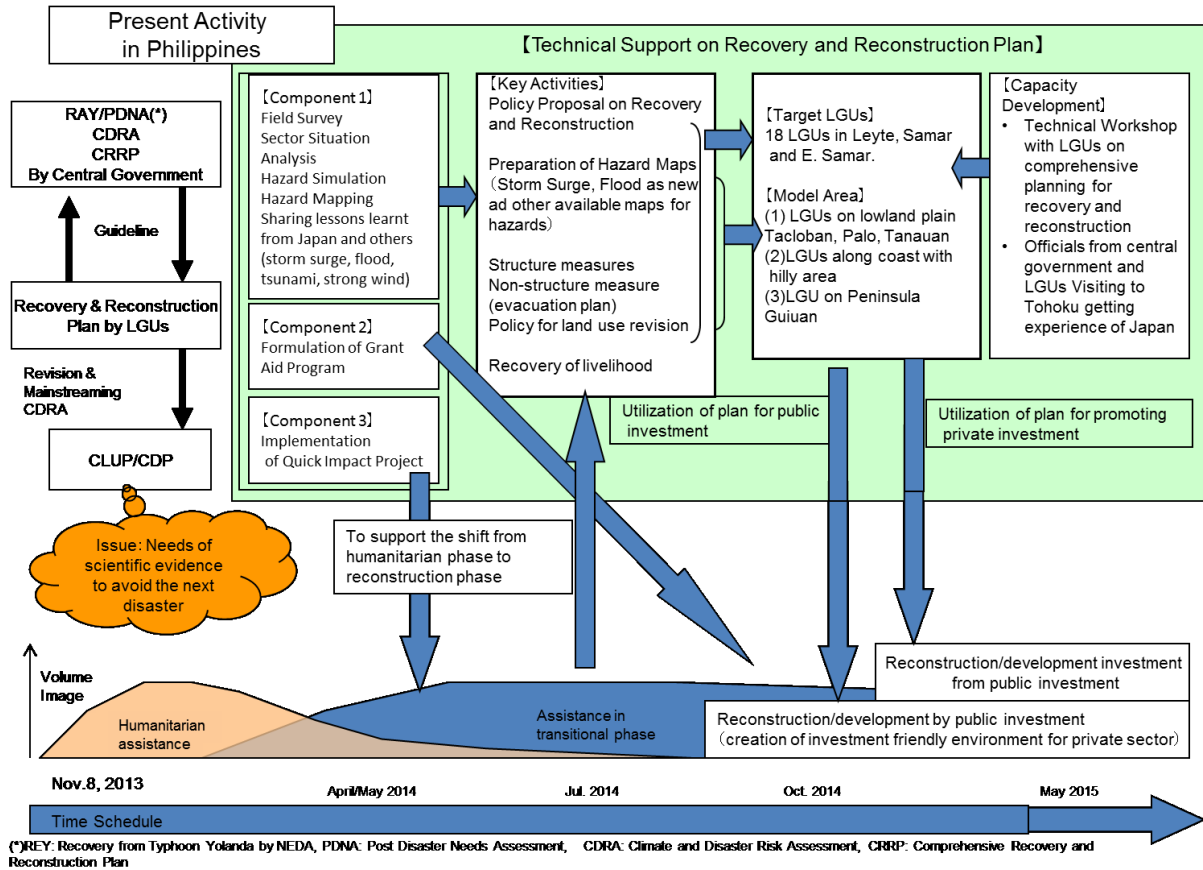 Present Activity
in Philippines
【Technical Support on Recovery and Reconstruction Plan】
RAY/PDNA(*)
CDRA
CRRP
By Central Government
Guideline
Recovery & Reconstruction
Plan by LGUs
Revision &
Mainstreaming
CDRA
CLUP/CDP
Issue: Needs of
scientific evidence
to avoid the next
disaster
【Component 1】
Field Survey
Sector Situation
Analysis
Hazard Simulation
Hazard Mapping
Sharing lessons learnt
from Japan and others
(storm surge, flood,
tsunami, strong wind)
【Component 2】
Formulation of Grant
Aid Program
【Component 3】
Implementation
of Quick Impact Project
【Key Activities】
Policy Proposal on Recovery
and Reconstruction
Preparation of Hazard Maps
（Storm Surge, Flood as new
ad other available maps for
hazards）
Structure measures
Non-structure measure
(evacuation plan)
Policy for land use revision
Recovery of livelihood
【Target LGUs】
18 LGUs in Leyte, Samar
and E. Samar.
【Model Area】
(1) LGUs on lowland plain
Tacloban, Palo, Tanauan
(2)LGUs along coast with
hilly area
(3)LGU on Peninsula
Guiuan
【Capacity
Development】
• Technical Workshop
with LGUs on
comprehensive
planning for
recovery and
reconstruction
• Officials from central
government and
LGUs Visiting to
Tohoku getting
experience of Japan
Utilization of plan for public
investment
Utilization of plan for promoting
private investment
To support the shift from
humanitarian phase to
reconstruction phase
Volume
Image
Humanitarian
assistance
Assistance in
transitional phase
Reconstruction/development investment
from public investment
Reconstruction/development by public investment
（creation of investment friendly environment for private sector）
Nov.8, 2013
April/May 2014
Jul. 2014
Oct. 2014
May 2015
Time Schedule
(*)REY: Recovery from Typhoon Yolanda by NEDA, PDNA: Post Disaster Needs Assessment, CDRA: Climate and Disaster Risk Assessment, CRRP: Comprehensive Recovery and
Reconstruction Plan